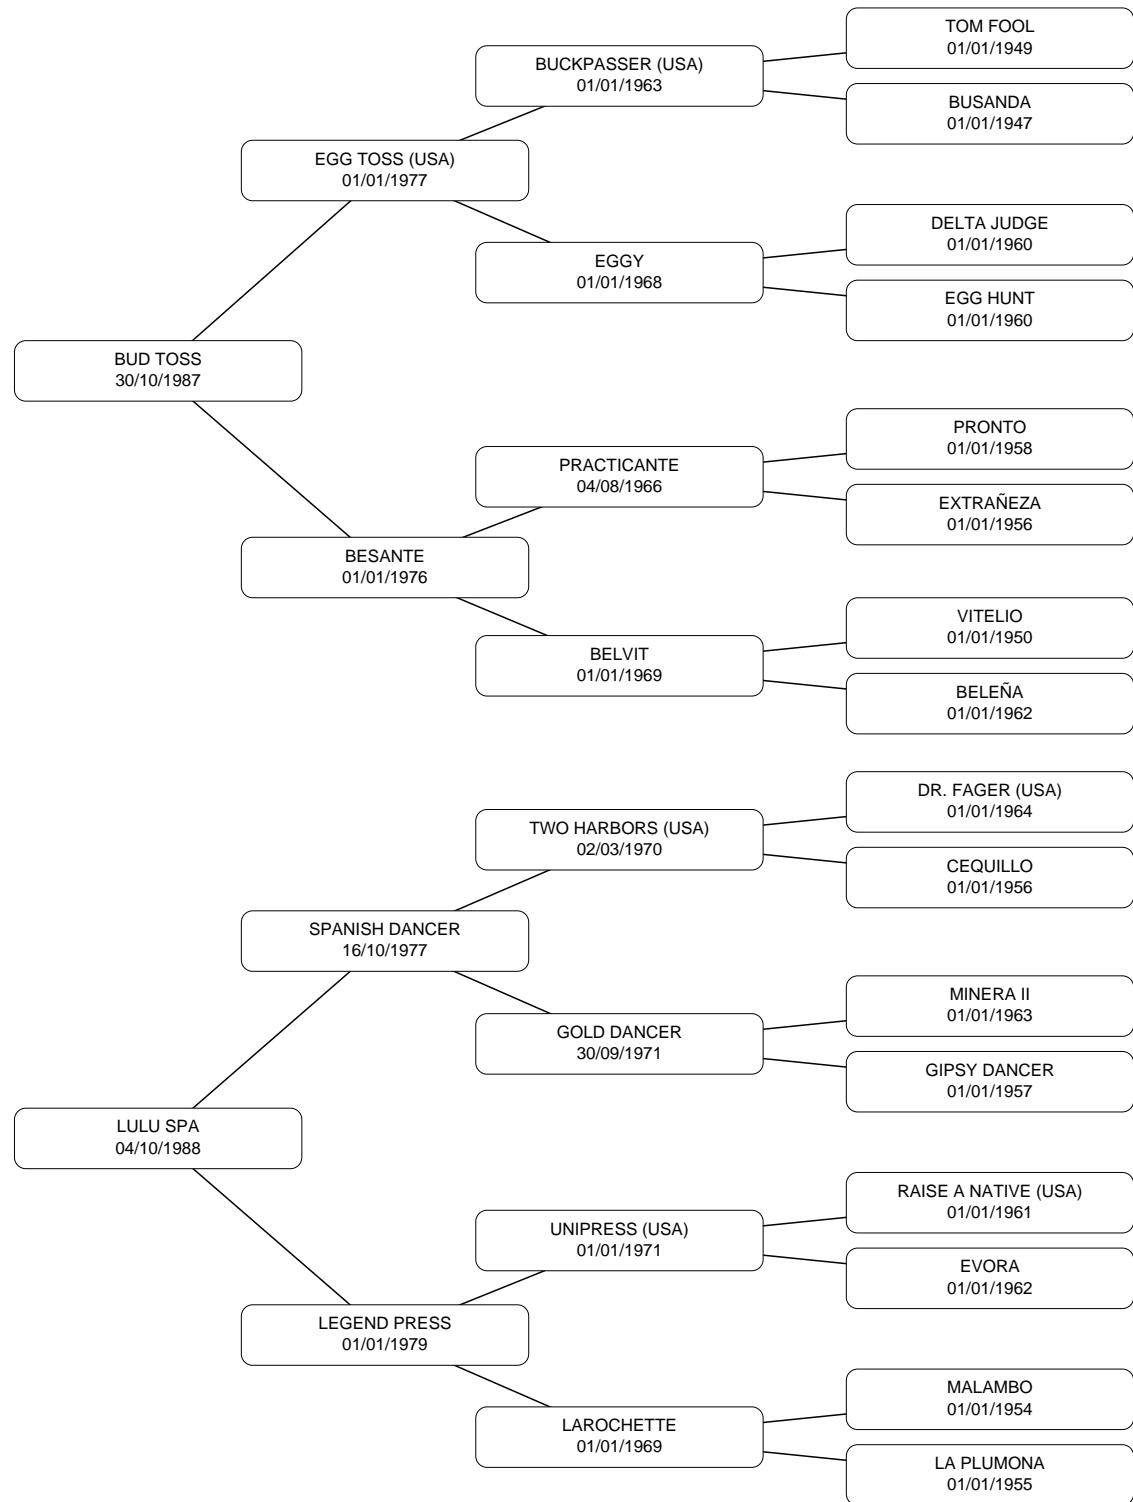 TOM FOOL
01/01/1949
BUCKPASSER (USA)
01/01/1963
BUSANDA
01/01/1947
EGG TOSS (USA)
01/01/1977
DELTA JUDGE
01/01/1960
EGGY
01/01/1968
EGG HUNT
01/01/1960
BUD TOSS
30/10/1987
PRONTO
01/01/1958
PRACTICANTE
04/08/1966
EXTRAÑEZA
01/01/1956
BESANTE
01/01/1976
VITELIO
01/01/1950
BELVIT
01/01/1969
BELEÑA
01/01/1962
DR. FAGER (USA)
01/01/1964
TWO HARBORS (USA)
02/03/1970
CEQUILLO
01/01/1956
SPANISH DANCER
16/10/1977
MINERA II
01/01/1963
GOLD DANCER
30/09/1971
GIPSY DANCER
01/01/1957
LULU SPA
04/10/1988
RAISE A NATIVE (USA)
01/01/1961
UNIPRESS (USA)
01/01/1971
EVORA
01/01/1962
LEGEND PRESS
01/01/1979
MALAMBO
01/01/1954
LAROCHETTE
01/01/1969
LA PLUMONA
01/01/1955